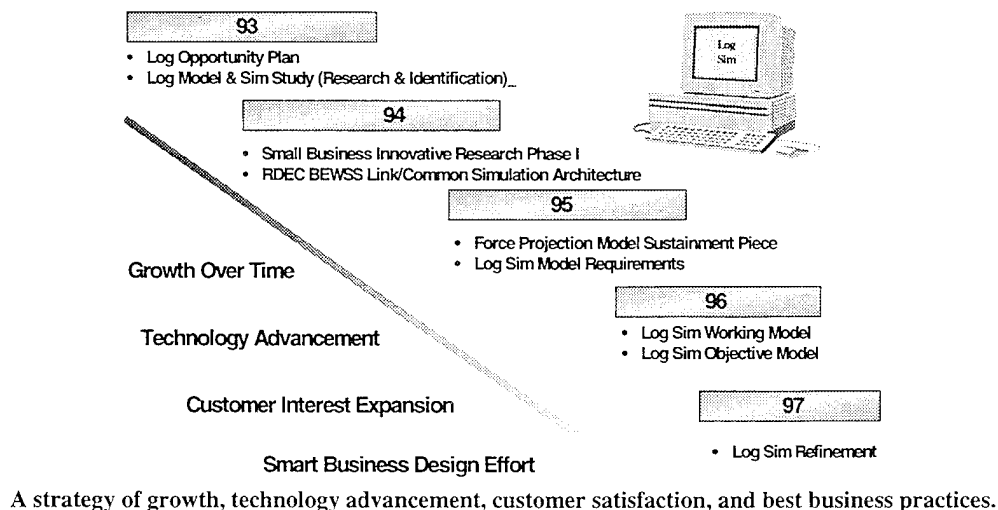 93
• Log Opportunity Plan
• Log Model & Sim Study (Research & Identification)_
Log
Sim
94
• Small Business Innovative Research Phase I
• RDEC BEWSS Link/Common Simulation Architecture
95
• Force Projection Model Sustainment Piece
• Log Sim Model Requirements
96
• Log Sim Working Model
• Log Sim Objective Model
97
• Log Sim Refinement
Growth Over Time
Technology Advancement
Customer Interest Expansion
Smart Business Design Effort
A strategy of growth, technology advancement, customer satisfaction, and best business practices.